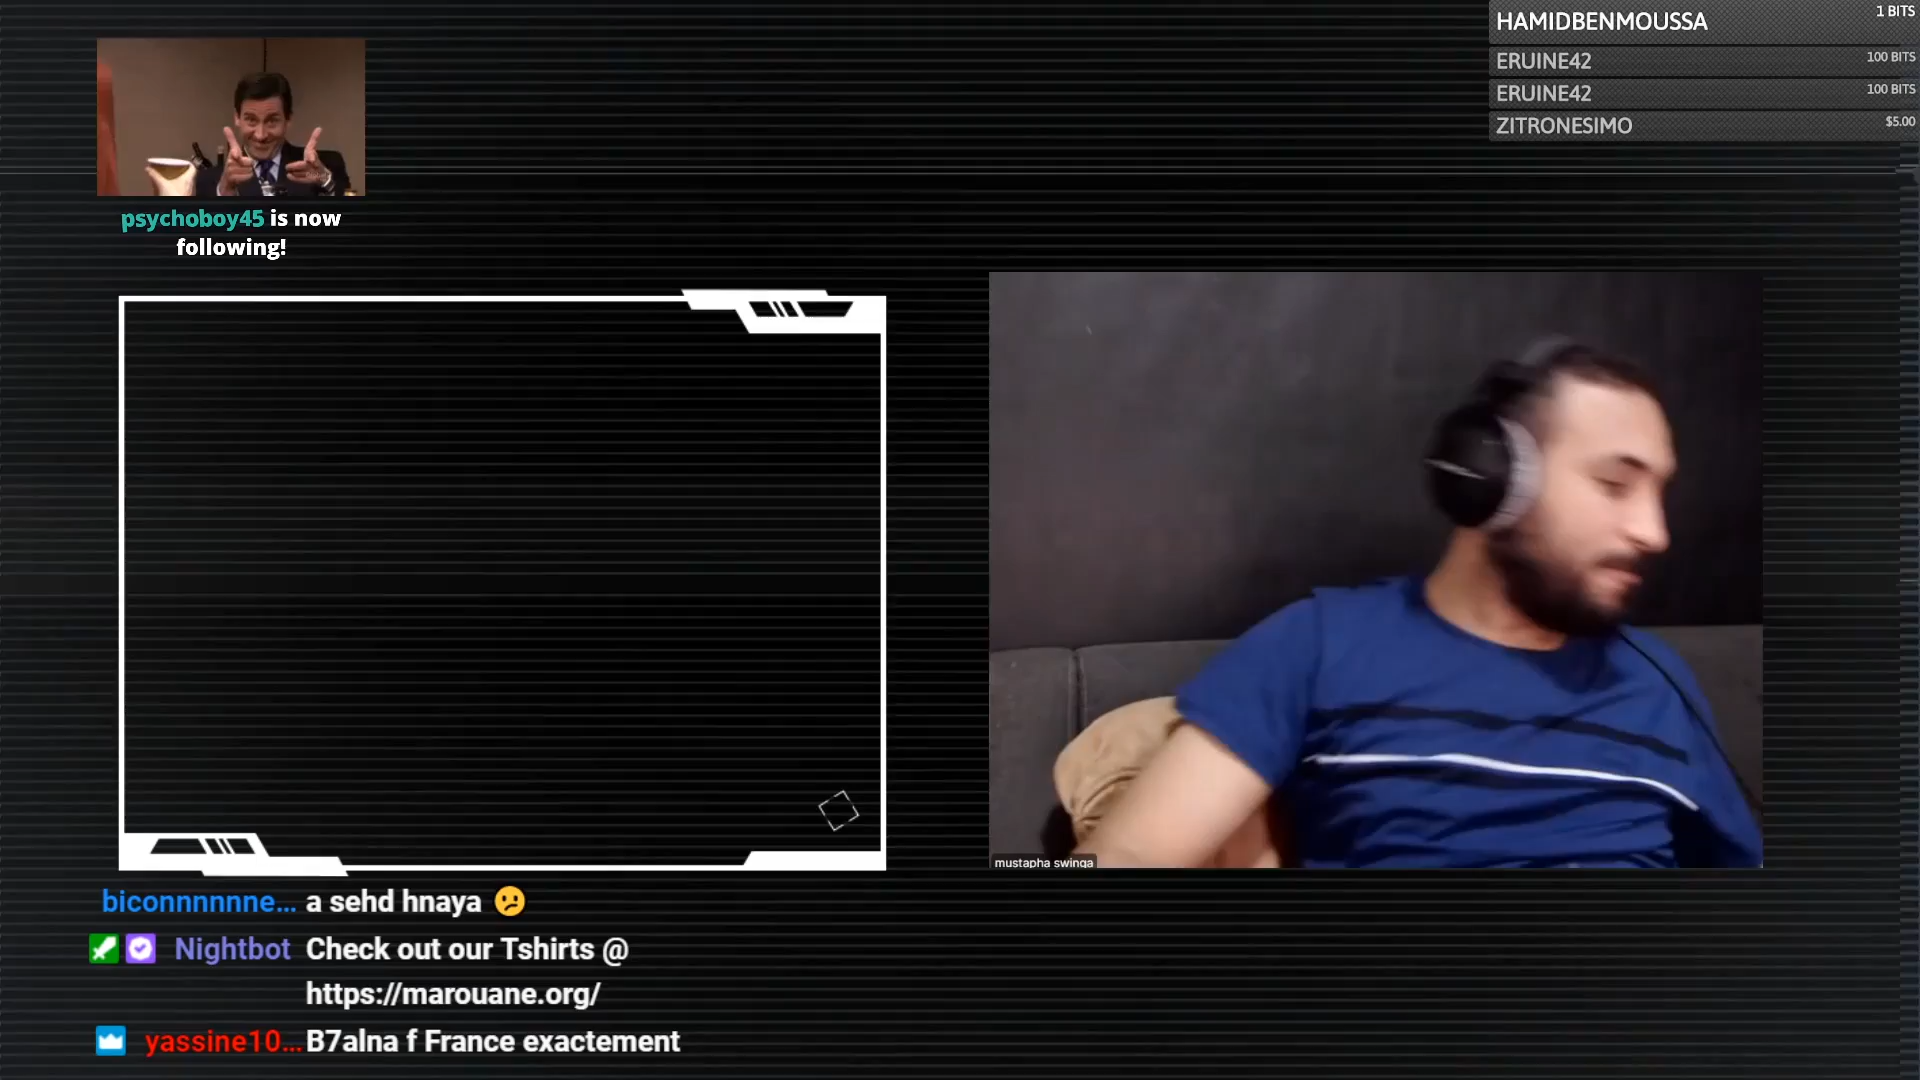 HAMIDBENMOUSSA 1 BITS
ERUINE42 100 BITS
ERUINE42 100 BITS
ZITRONESIMO $5.00
psychoboy45 is now
following!
mustapha swinga
biconnnnnne... a sehd hnaya 😕
Nightbot Check out our Tshirts @
https://marouane.org/
yassine10... B7alna f France exactement